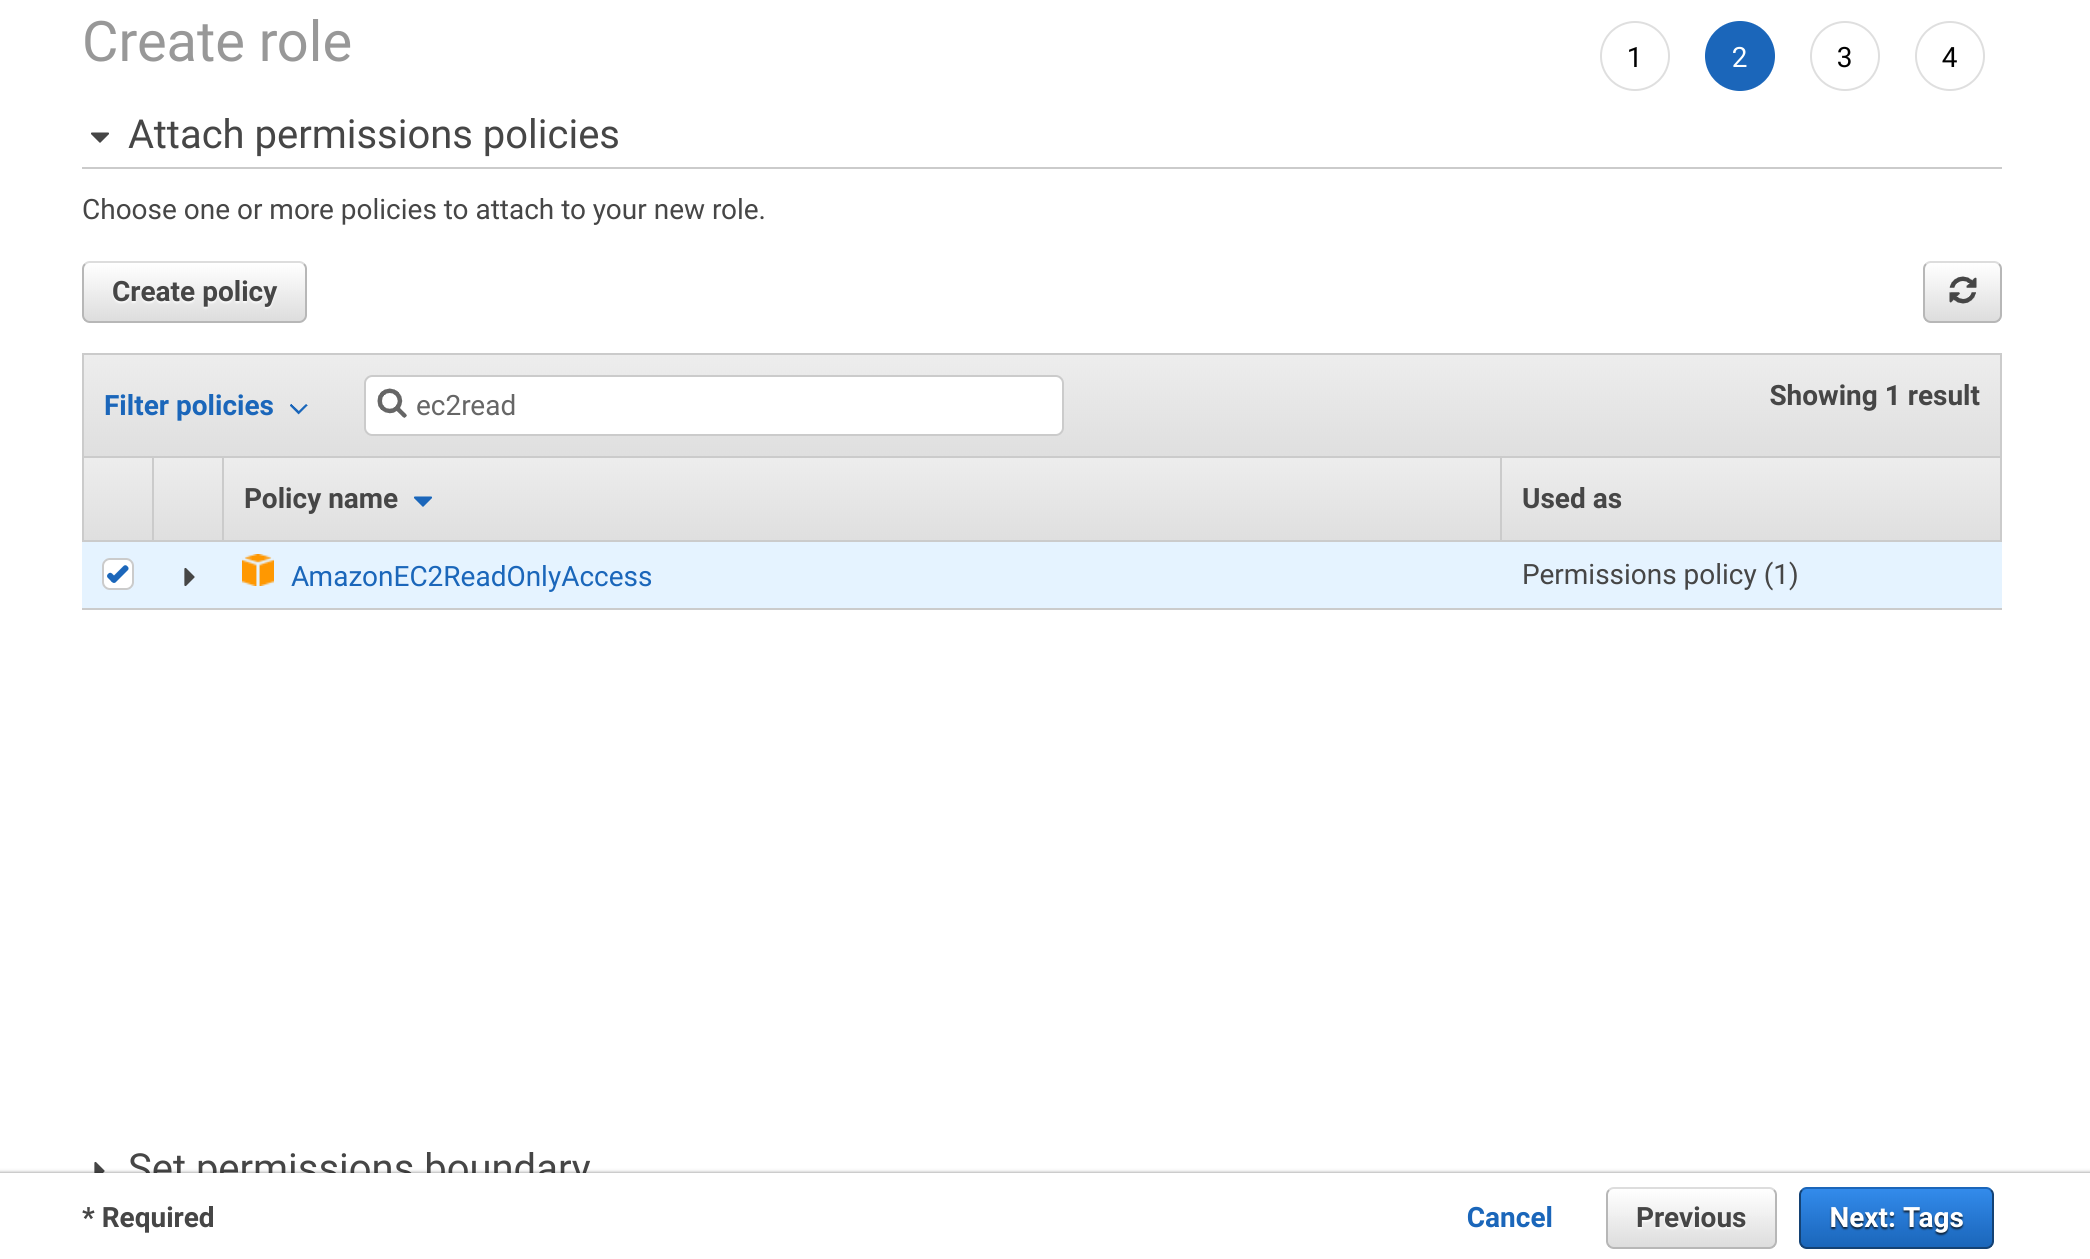 Create role
1 2 3 4
Attach permissions policies
Choose one or more policies to attach to your new role.
Create policy
Filter policies
ec2read
Showing 1 result
Policy name
Used as
AmazonEC2ReadOnlyAccess
Permissions policy (1)
Set permissions boundary
* Required
Cancel
Previous
Next: Tags